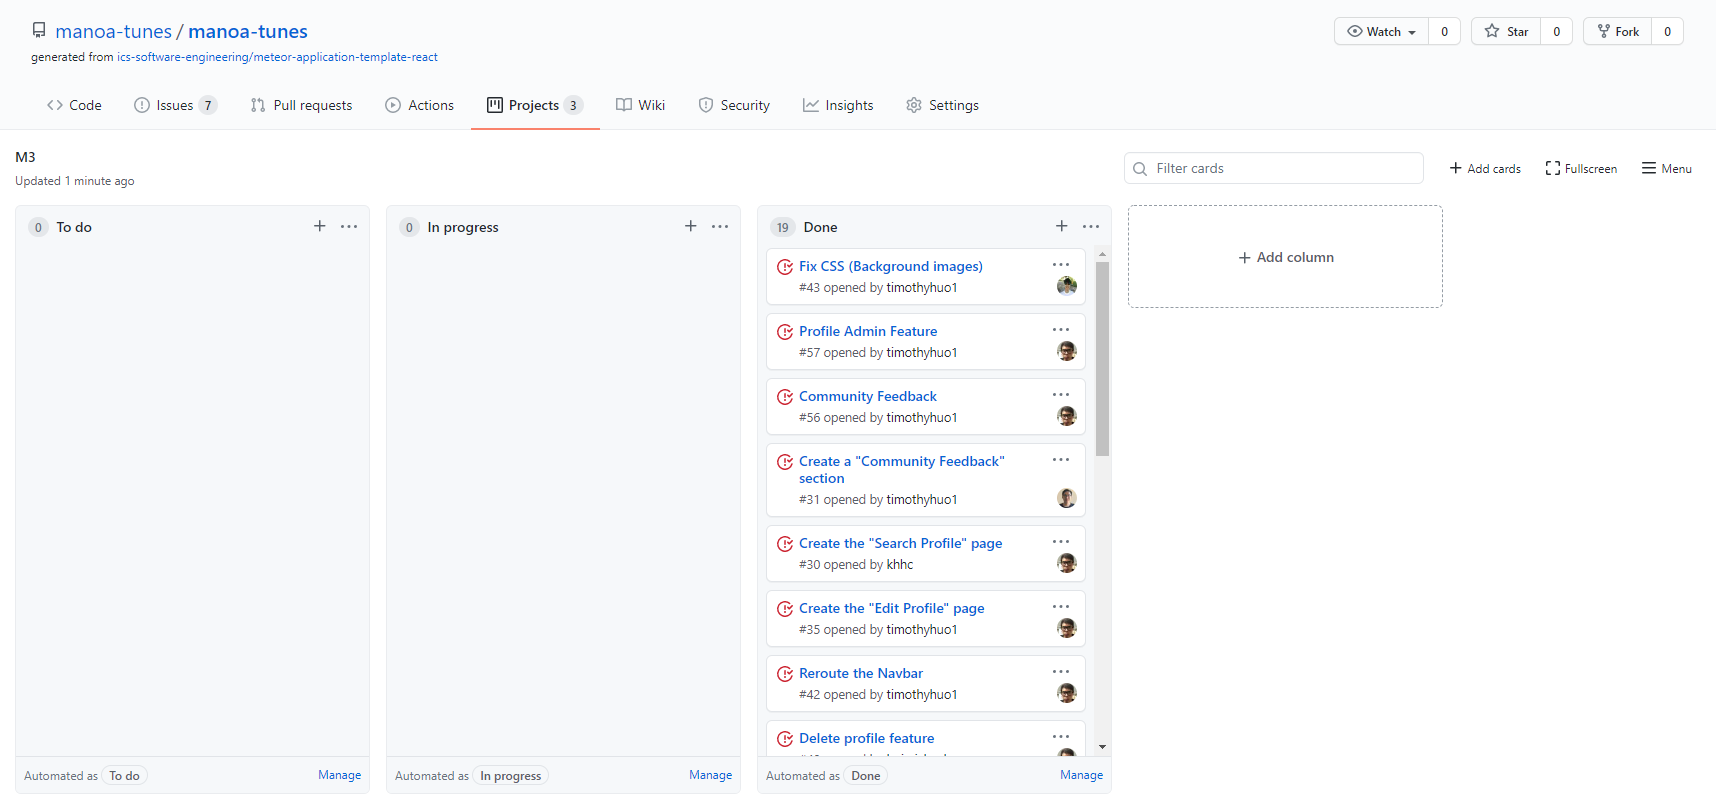 manoa-tunes / manoa-tunes
generated from ics-software-engineering/meteor-application-template-react
Watch 0
Star 0
Fork 0
Code
Issues 7
Pull requests
Actions
Projects 3
Wiki
Security
Insights
Settings
M3
Updated 1 minute ago
Filter cards
Add cards
Fullscreen
Menu
0 To do
Automated as To do
Manage
0 In progress
Automated as In progress
Manage
19 Done
Fix CSS (Background images)
#43 opened by timothyhuo1
Profile Admin Feature
#57 opened by timothyhuo1
Community Feedback
#56 opened by timothyhuo1
Create a "Community Feedback"
section
#31 opened by timothyhuo1
Create the "Search Profile" page
#30 opened by khhc
Create the "Edit Profile" page
#35 opened by timothyhuo1
Reroute the Navbar
#42 opened by timothyhuo1
Delete profile feature
Automated as Done
Manage
Add column